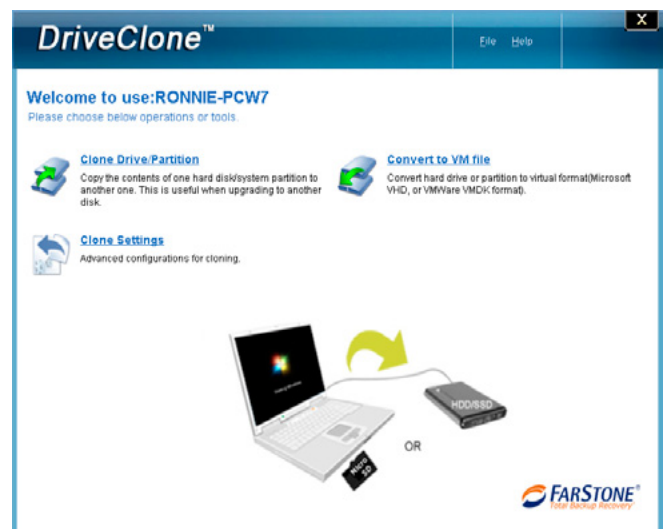 DriveClone™
File Help
X
Welcome to use:RONNIE-PCW7
Please choose below operations or tools.
Clone Drive/Partition
Copy the contents of one hard disk/system partition to
another one. This is useful when upgrading to another
disk.
Convert to VM file
Convert hard drive or partition to virtual format(Microsoft
VHD, or VMWare VMDK format).
Clone Settings
Advanced configurations for cloning.
HDD/SSD
OR
Micro
SD
FARSTONE®
Total Backup Recovery